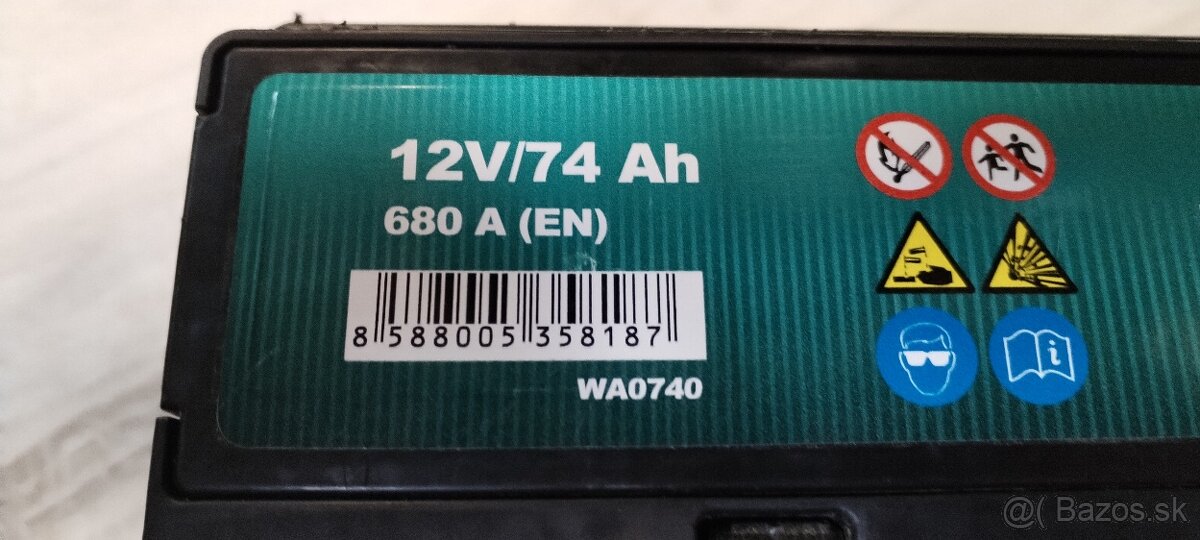 12V/74 Ah
680 A (EN)
8 588005 358187
WA0740
@( Bazos.sk